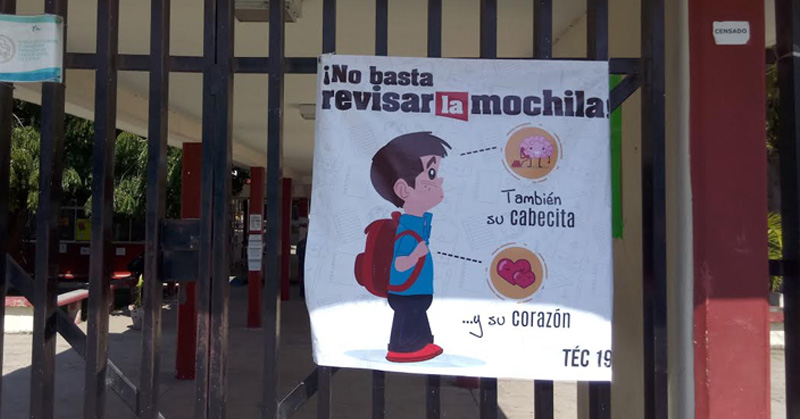 ¡No basta
revisar la mochila!
También
su CABECITA
...y su CORAZÓN
TÉC 19
CENSADO